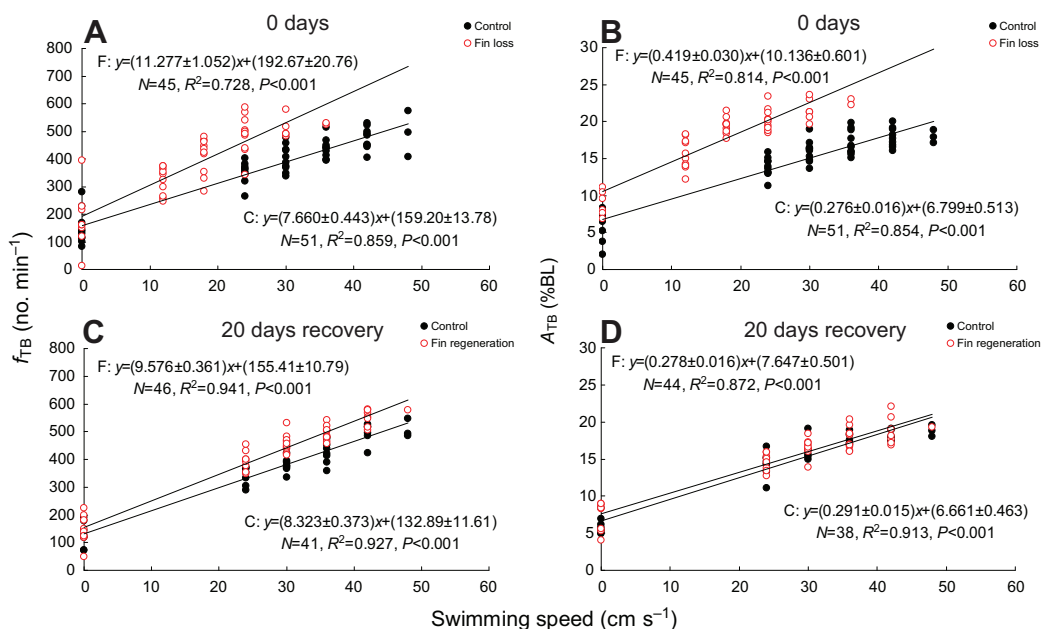 A
0 days
Control
Fin loss
F: y=(11.277±1.052)x+(192.67±20.76)
N=45, R²=0.728, P<0.001
C: y=(7.660±0.443)x+(159.20±13.78)
N=51, R²=0.859, P<0.001
800
700
600
500
400
300
200
100
0
0 10 20 30 40 50 60
B
0 days
Control
Fin loss
F: y=(0.419±0.030)x+(10.136±0.601)
N=45, R²=0.814, P<0.001
C: y=(0.276±0.016)x+(6.799±0.513)
N=51, R²=0.854, P<0.001
30
25
20
15
10
5
0
0 10 20 30 40 50 60
fTB (no. min⁻¹)
ATB (%BL)
C
20 days recovery
Control
Fin regeneration
F: y=(9.576±0.361)x+(155.41±10.79)
N=46, R²=0.941, P<0.001
C: y=(8.323±0.373)x+(132.89±11.61)
N=41, R²=0.927, P<0.001
800
700
600
500
400
300
200
100
0
0 10 20 30 40 50 60
D
20 days recovery
Control
Fin regeneration
F: y=(0.278±0.016)x+(7.647±0.501)
N=44, R²=0.872, P<0.001
C: y=(0.291±0.015)x+(6.661±0.463)
N=38, R²=0.913, P<0.001
30
25
20
15
10
5
0
0 10 20 30 40 50 60
Swimming speed (cm s⁻¹)